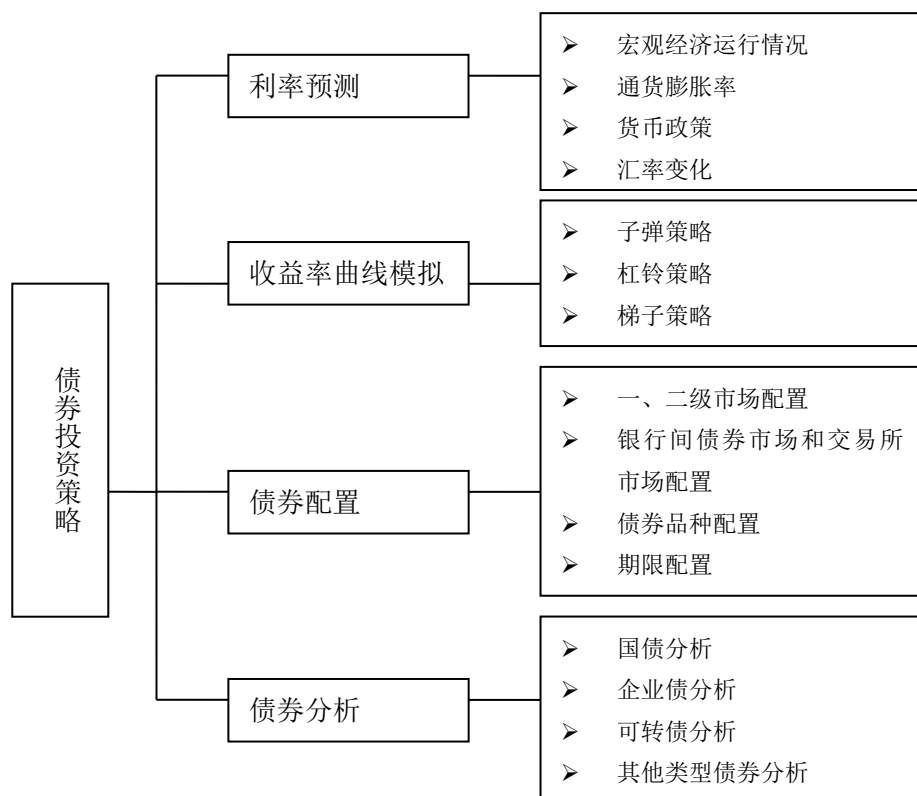 债券投资策略
利率预测
➢ 宏观经济运行情况
➢ 通货膨胀率
➢ 货币政策
➢ 汇率变化
收益率曲线模拟
➢ 子弹策略
➢ 杠铃策略
➢ 梯子策略
债券配置
➢ 一、二级市场配置
➢ 银行间债券市场和交易所
市场配置
➢ 债券品种配置
➢ 期限配置
债券分析
➢ 国债分析
➢ 企业债分析
➢ 可转债分析
➢ 其他类型债券分析